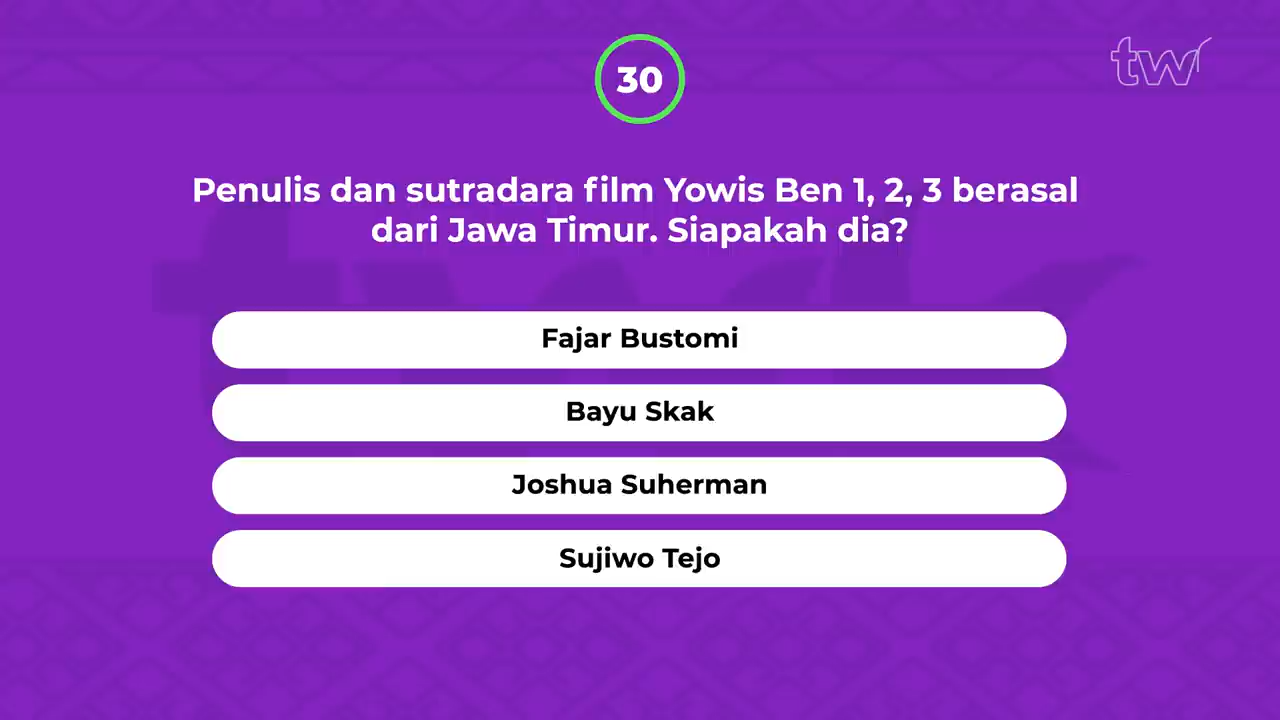 30
tw
Penulis dan sutradara film Yowis Ben 1, 2, 3 berasal
dari Jawa Timur. Siapakah dia?
Fajar Bustomi
Bayu Skak
Joshua Suherman
Sujiwo Tejo